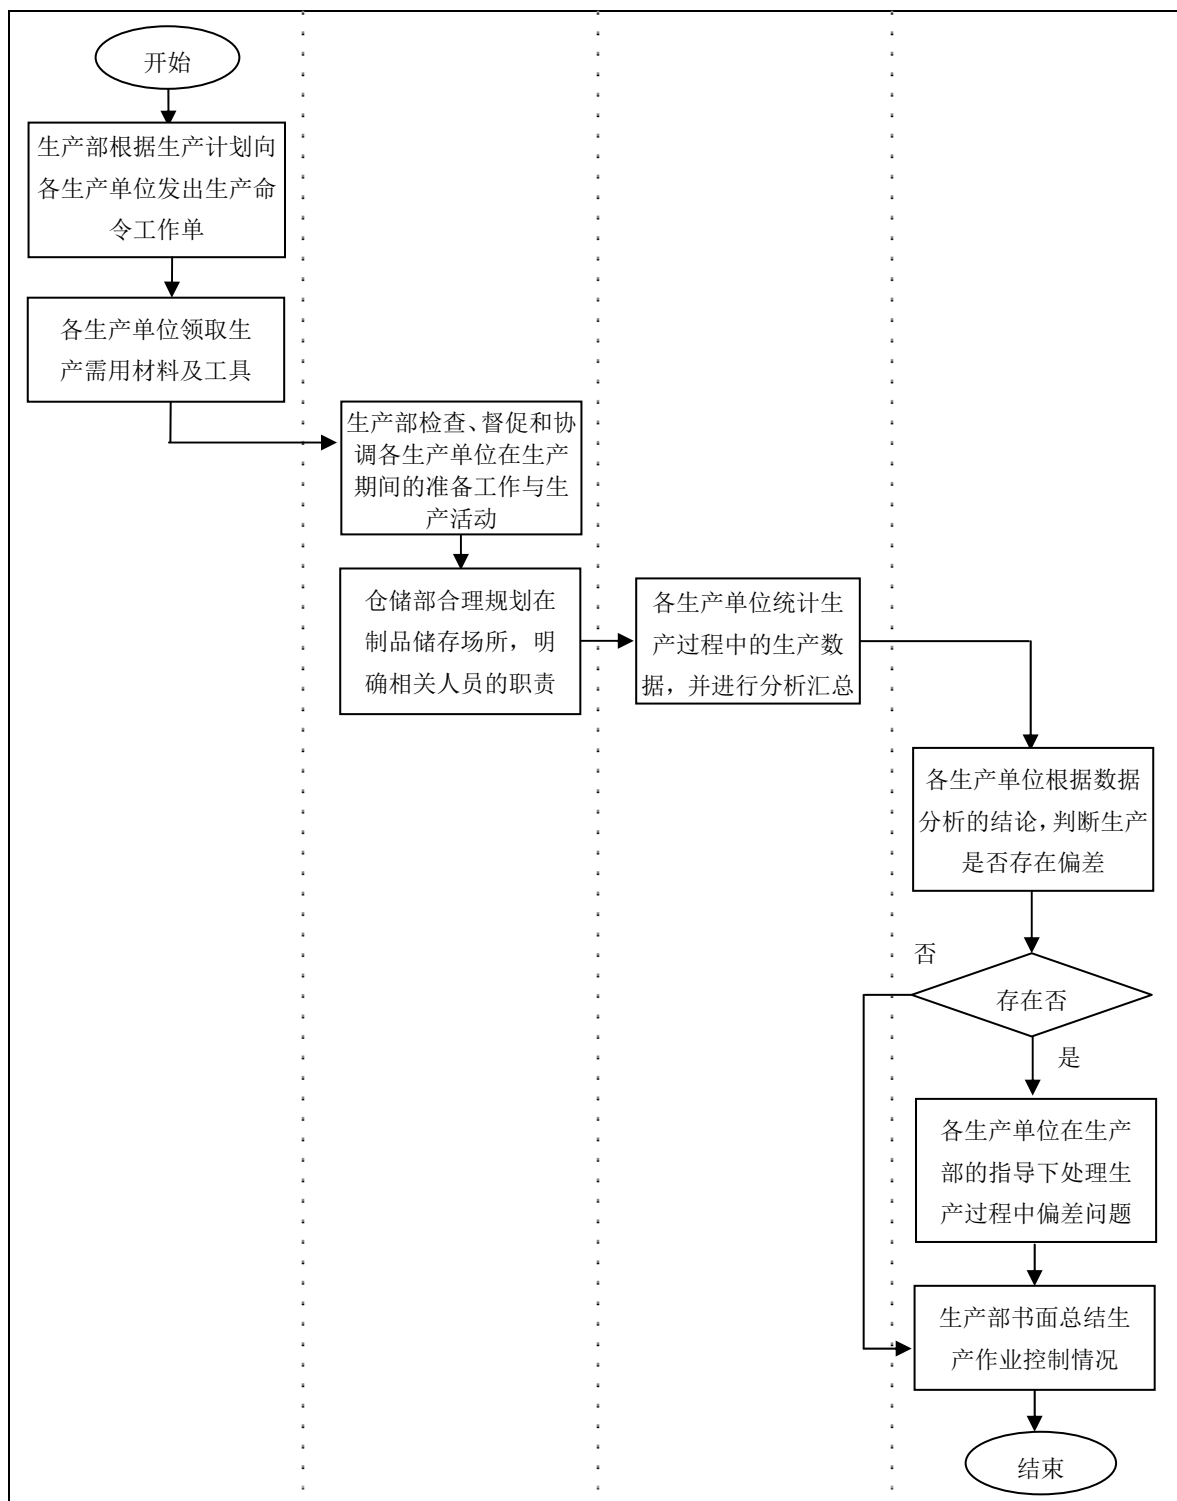 开始
生产部根据生产计划向
各生产单位发出生产命
令工作单
各生产单位领取生
产需用材料及工具
生产部检查、督促和协
调各生产单位在生产
期间的准备工作与生
产活动
仓储部合理规划在
制品储存场所，明
确相关人员的职责
各生产单位统计生
产过程中的生产数
据，并进行分析汇总
各生产单位根据数据
分析的结论，判断生产
是否存在偏差
否
存在否
是
各生产单位在生产
部的指导下处理生
产过程中偏差问题
生产部书面总结生
产作业控制情况
结束